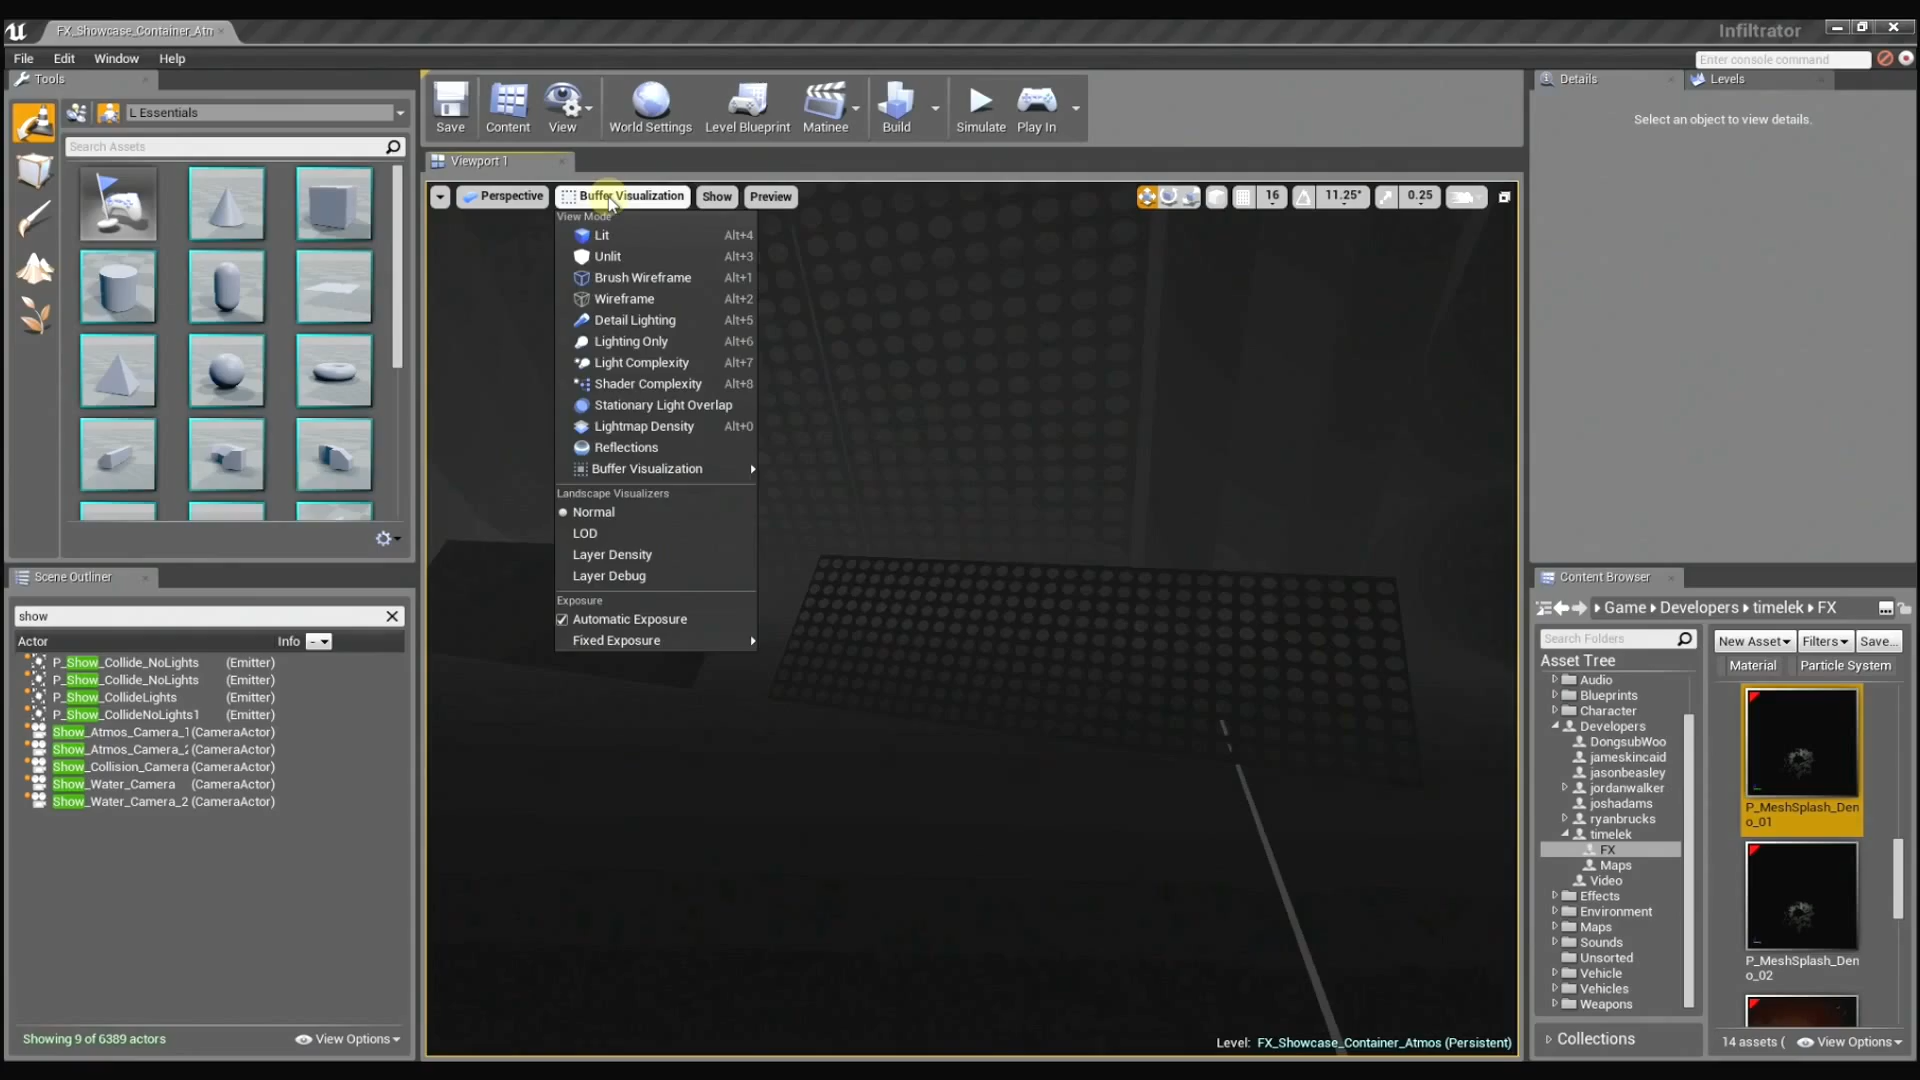 FX_Showcase_Container_Atn
Infiltrator
File Edit Window Help
Enter console command
Tools
L Essentials
Search Assets
Save
Content
View
World Settings
Level Blueprint
Matinee
Build
Simulate
Play In
Viewport 1
Perspective
Buffer Visualization
Show
Preview
16
11.25°
0.25
View Mode
Lit Alt+4
Unlit Alt+3
Brush Wireframe Alt+1
Wireframe Alt+2
Detail Lighting Alt+5
Lighting Only Alt+6
Light Complexity Alt+7
Shader Complexity Alt+8
Stationary Light Overlap
Lightmap Density Alt+0
Reflections
Buffer Visualization
Landscape Visualizers
Normal
LOD
Layer Density
Layer Debug
Exposure
Automatic Exposure
Fixed Exposure
Level: FX_Showcase_Container_Atmos (Persistent)
Scene Outliner
show
Actor Info
P_Show_Collide_NoLights (Emitter)
P_Show_Collide_NoLights (Emitter)
P_Show_CollideLights (Emitter)
P_Show_CollideNoLights1 (Emitter)
Show_Atmos_Camera_1 (CameraActor)
Show_Atmos_Camera_2 (CameraActor)
Show_Collision_Camera (CameraActor)
Show_Water_Camera (CameraActor)
Show_Water_Camera_2 (CameraActor)
Showing 9 of 6389 actors
View Options
Details
Levels
Select an object to view details.
Content Browser
Game Developers timelek FX
Search Folders
New Asset
Filters
Save...
Material
Particle System
Asset Tree
Audio
Blueprints
Character
Developers
DongsubWoo
jameskincaid
jasonbeasley
jordanwalker
joshadams
ryanbrucks
timelek
FX
Maps
Video
Effects
Environment
Maps
Sounds
Unsorted
Vehicle
Vehicles
Weapons
Collections
P_MeshSplash_Den
o_01
P_MeshSplash_Den
o_02
14 assets (
View Options